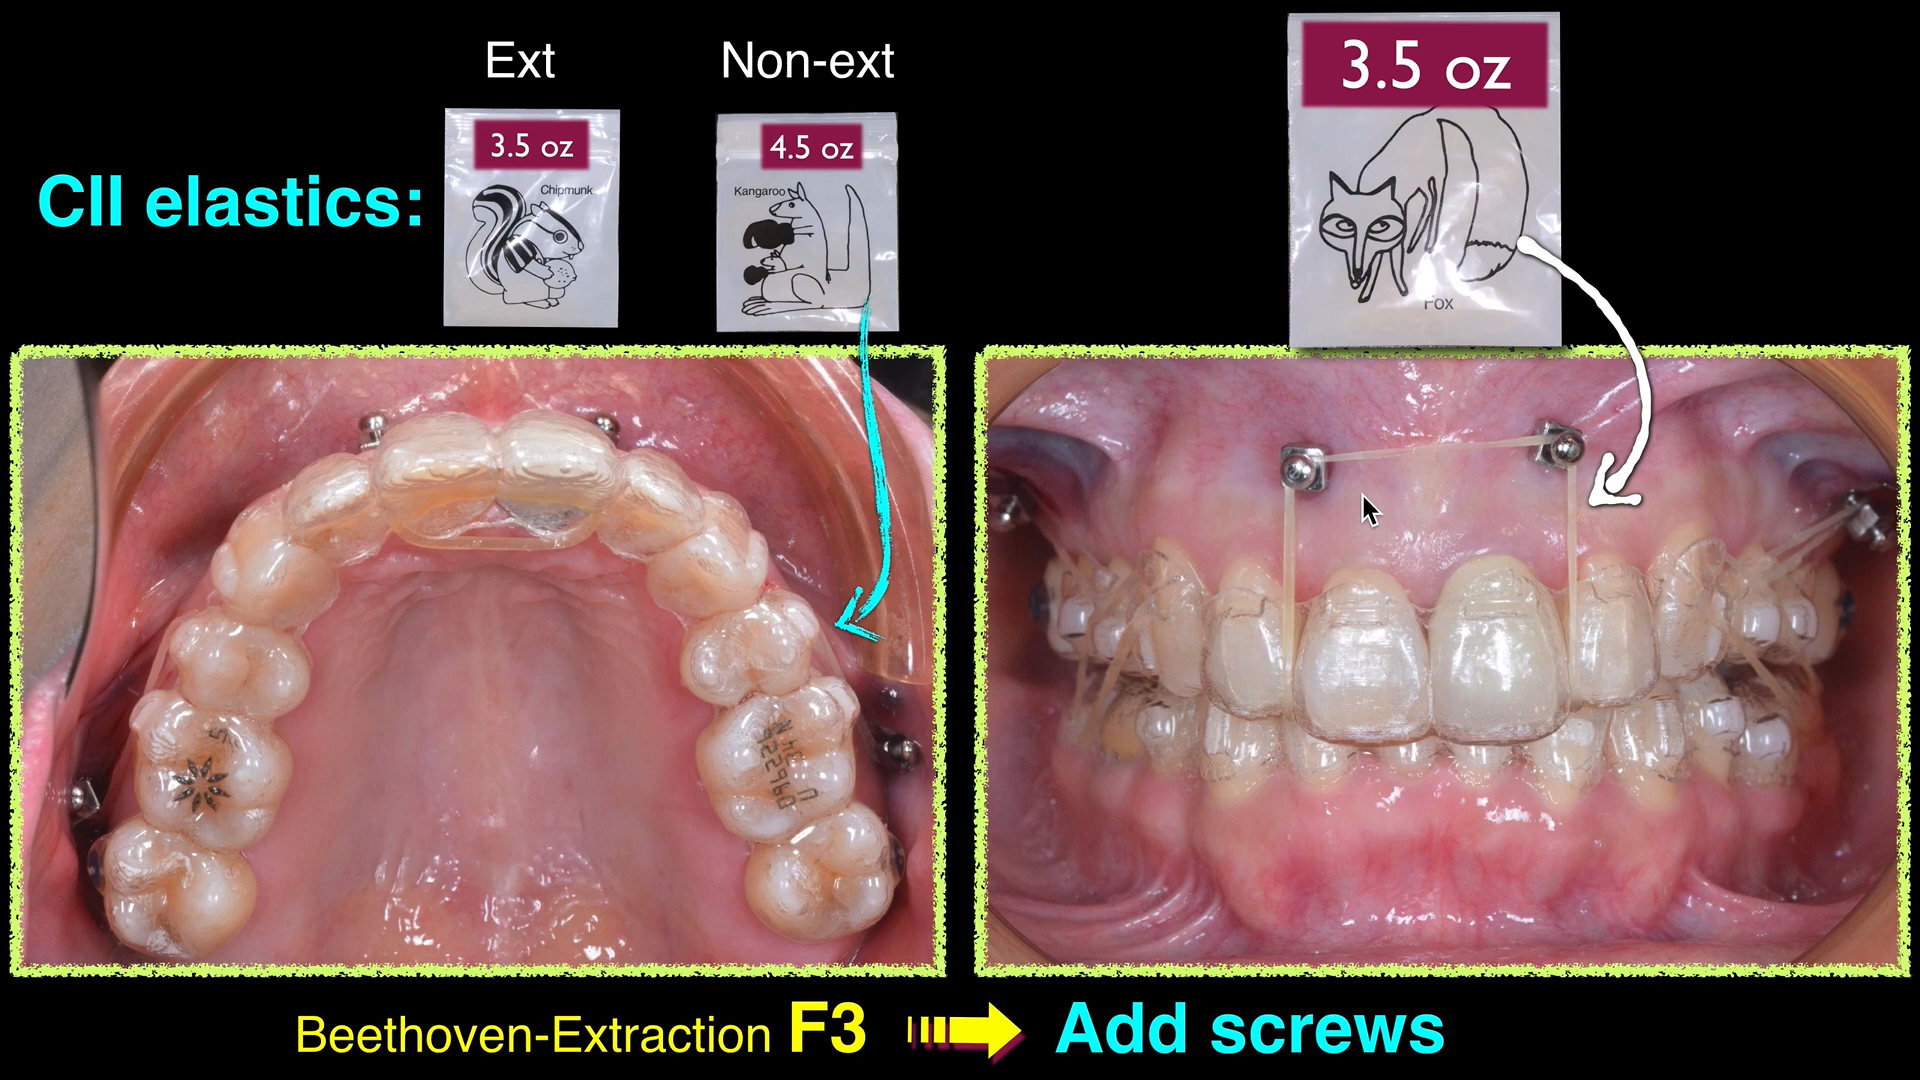 Ext
Non-ext
3.5 oz
CII elastics:
3.5 oz
Chipmunk
4.5 oz
Kangaroo
Fox
Beethoven-Extraction F3
Add screws